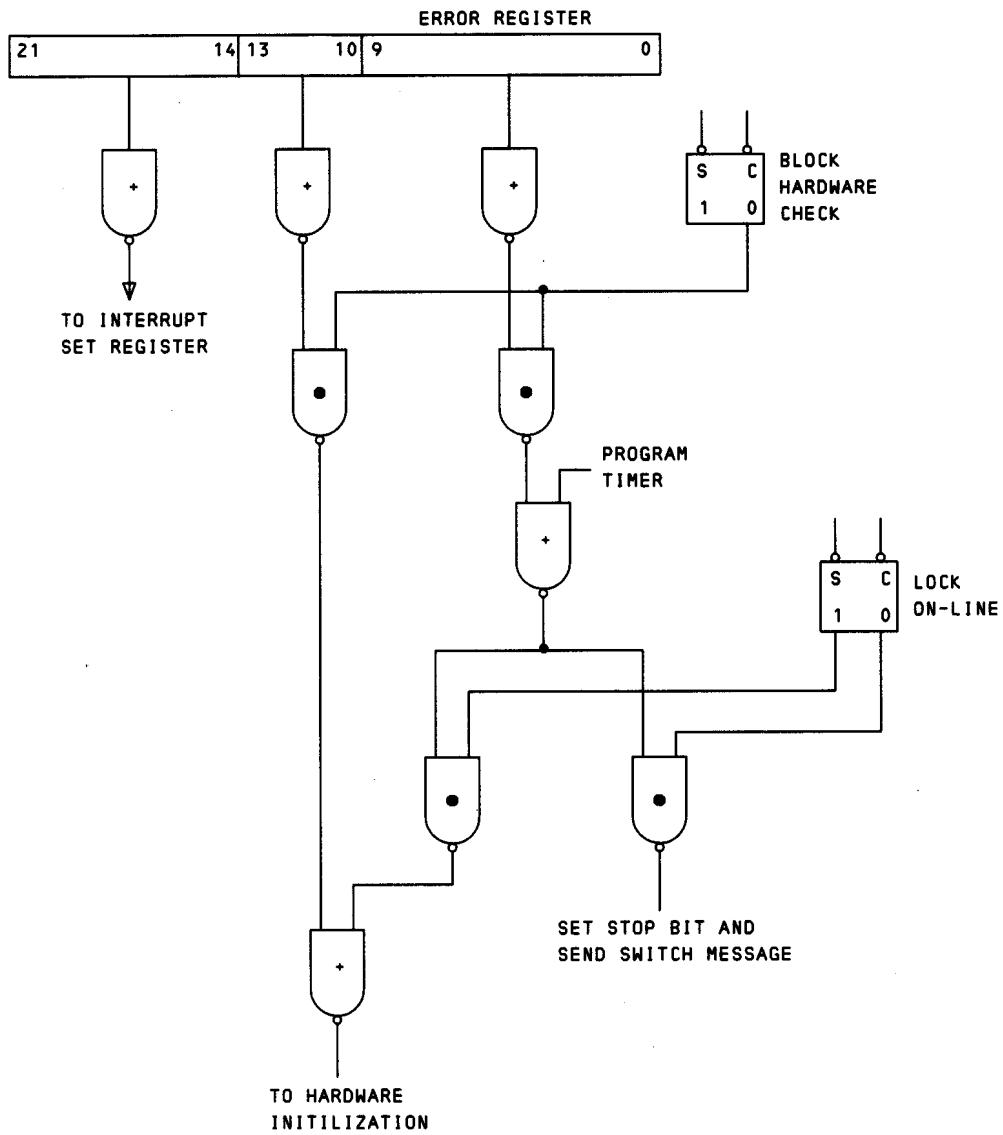 ERROR REGISTER
21 14 13 10 9 0
+ + +
S C
1 0
BLOCK
HARDWARE
CHECK
TO INTERRUPT
SET REGISTER
PROGRAM
TIMER
+
S C
1 0
LOCK
ON-LINE
SET STOP BIT AND
SEND SWITCH MESSAGE
+
TO HARDWARE
INITILIZATION